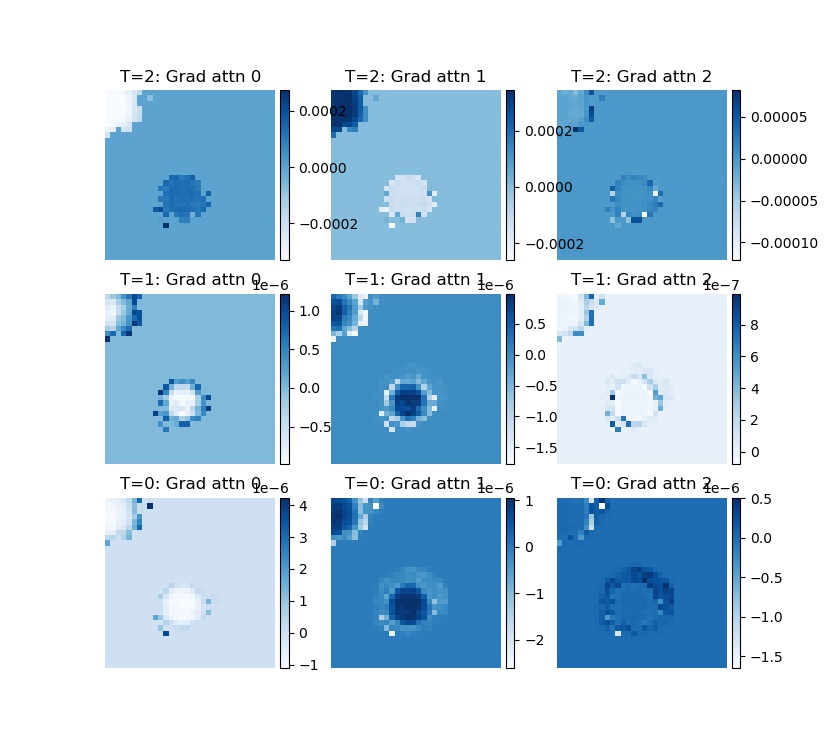 T=2: Grad attn 0
0.0002
0.0000
−0.0002
T=2: Grad attn 1
0.0002
0.0000
−0.0002
T=2: Grad attn 2
0.00005
0.00000
−0.00005
−0.00010
T=1: Grad attn 0
1e−6
1.0
0.5
0.0
−0.5
T=1: Grad attn 1
1e−6
0.5
0.0
−0.5
−1.0
−1.5
T=1: Grad attn 2
1e−7
8
6
4
2
0
T=0: Grad attn 0
1e−6
4
3
2
1
0
−1
T=0: Grad attn 1
1e−6
1
0
−1
−2
T=0: Grad attn 2
1e−6
0.5
0.0
−0.5
−1.0
−1.5